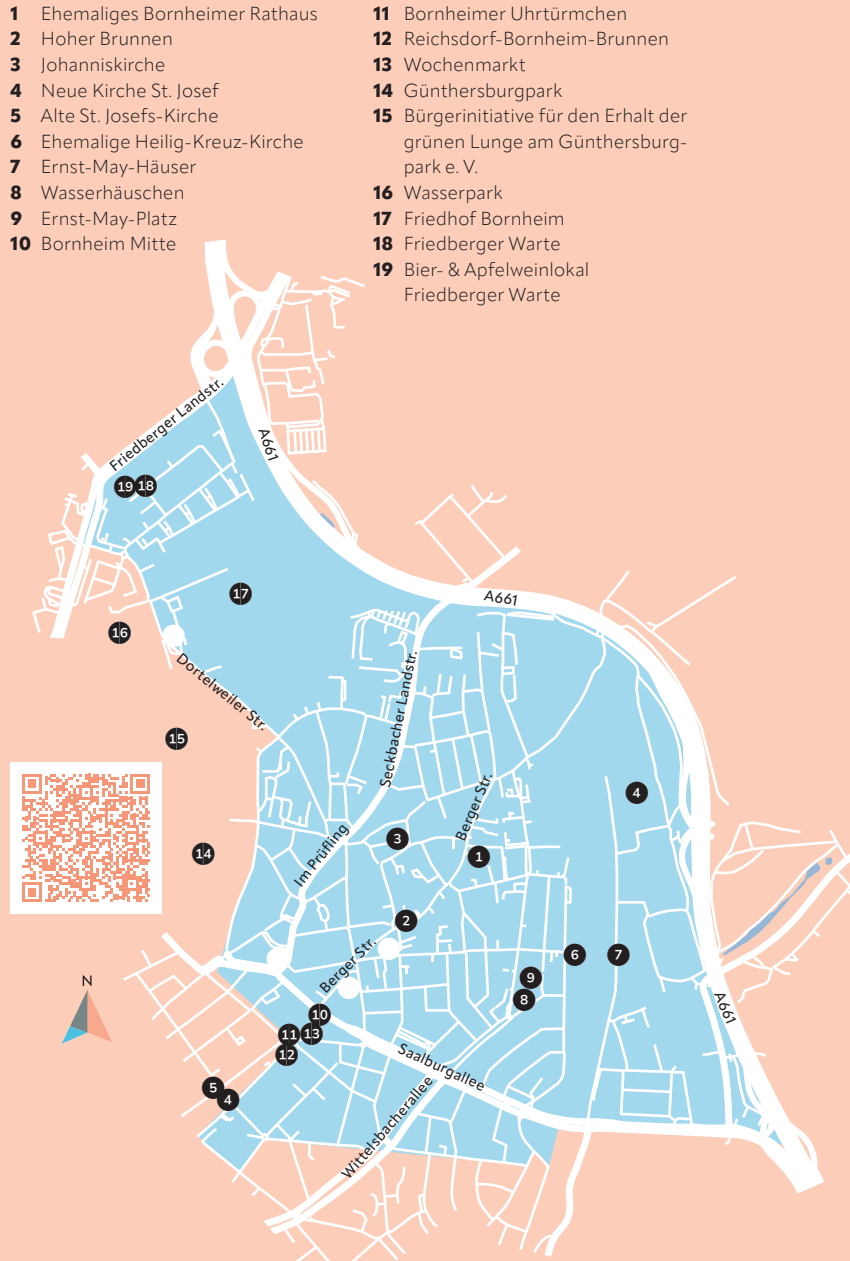 1 Ehemaliges Bornheimer Rathaus
2 Hoher Brunnen
3 Johanniskirche
4 Neue Kirche St. Josef
5 Alte St. Josefs-Kirche
6 Ehemalige Heilig-Kreuz-Kirche
7 Ernst-May-Häuser
8 Wasserhäuschen
9 Ernst-May-Platz
10 Bornheim Mitte
11 Bornheimer Uhrtürmchen
12 Reichsdorf-Bornheim-Brunnen
13 Wochenmarkt
14 Günthersburgpark
15 Bürgerinitiative für den Erhalt der
grünen Lunge am Günthersburg-
park e. V.
16 Wasserpark
17 Friedhof Bornheim
18 Friedberger Warte
19 Bier- & Apfelweinlokal
Friedberger Warte
Friedberger Landstr.
A661
19 18
17
A661
16
Dortelweiler Str.
Seckbacher Landstr.
15
4
Berger Str.
3
14
Im Prüfling
1
2
Berger Str.
6
7
9
N
8
A661
10
11
13
12
Saalburgallee
5
4
Wittelsbacherallee